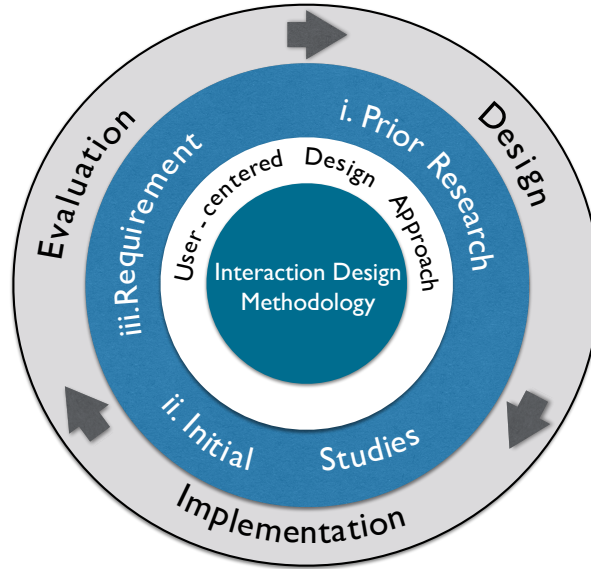 Evaluation
Design
Implementation
i. Prior Research
ii. Initial Studies
iii.Requirement
User-centered Design Approach
Interaction Design
Methodology